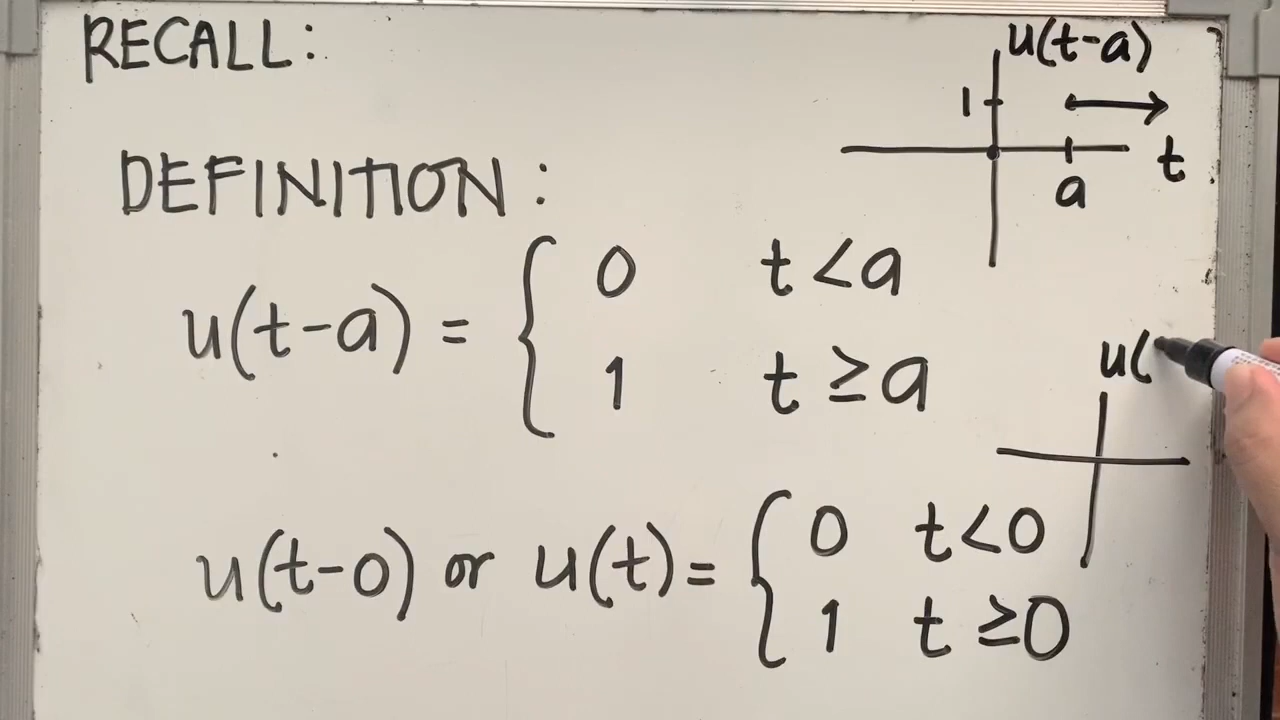 RECALL:
u(t-a)
1
t
a
DEFINITION:
u(t-a) = { 0 t<a
1 t≥a
u(
u(t-0) or u(t) = { 0 t<0
1 t≥0